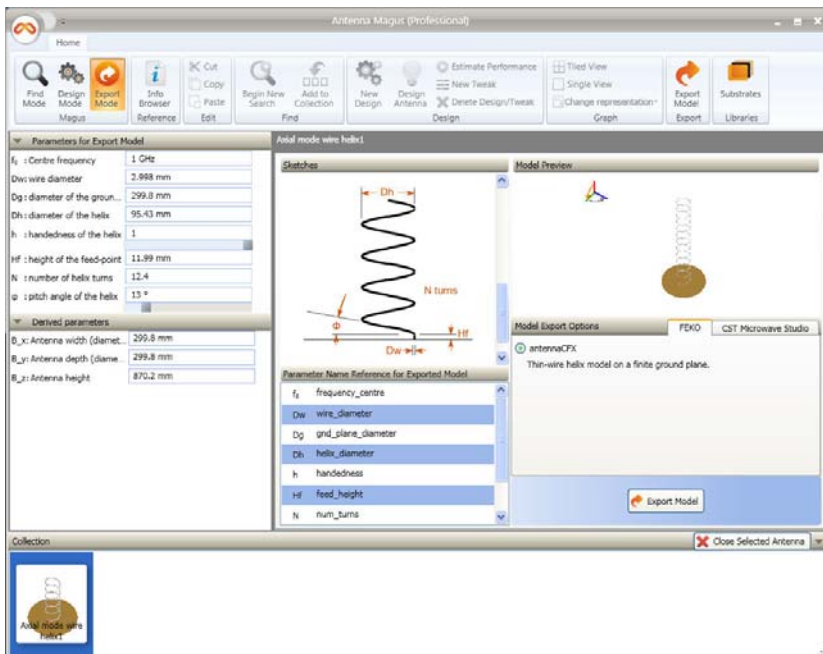 Antenna Magus (Professional)
Home
Find Mode
Design Mode
Export Mode
Magus
Info Browser
Reference
Cut
Copy
Paste
Edit
Begin New Search
Add to Collection
Find
New Design
Design Antenna
Estimate Performance
New Tweak
Delete Design/Tweak
Design
Tiled View
Single View
Change representation
Graph
Export Model
Export
Substrates
Libraries
Parameters for Export Model
f₀ : Centre frequency 1 GHz
Dw: wire diameter 2.998 mm
Dg : diameter of the groun... 299.8 mm
Dh : diameter of the helix 95.43 mm
h : handedness of the helix 1
Hf : height of the feed-point 11.99 mm
N : number of helix turns 12.4
φ : pitch angle of the helix 13 °
Derived parameters
B_x: Antenna width (diamet... 299.8 mm
B_y: Antenna depth (diame... 299.8 mm
B_z: Antenna height 870.2 mm
Axial mode wire helix1
Sketches
Dh
N turns
Φ
Hf
Dw
Parameter Name Reference for Exported Model
f₀ frequency_centre
Dw wire_diameter
Dg gnd_plane_diameter
Dh helix_diameter
h handedness
Hf feed_height
N num_turns
Model Preview
Model Export Options
FEKO
CST Microwave Studio
antennaCFX
Thin-wire helix model on a finite ground plane.
Export Model
Collection
Close Selected Antenna
Axial mode wire
helix1